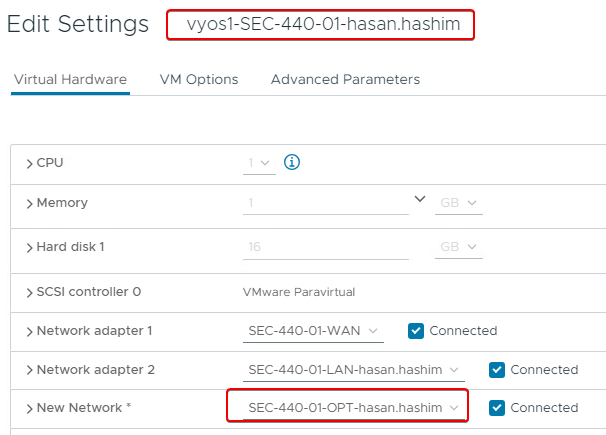 Edit Settings vyos1-SEC-440-01-hasan.hashim
Virtual Hardware VM Options Advanced Parameters
CPU 1
Memory 1 GB
Hard disk 1 16 GB
SCSI controller 0 VMware Paravirtual
Network adapter 1 SEC-440-01-WAN Connected
Network adapter 2 SEC-440-01-LAN-hasan.hashim Connected
New Network * SEC-440-01-OPT-hasan.hashim Connected